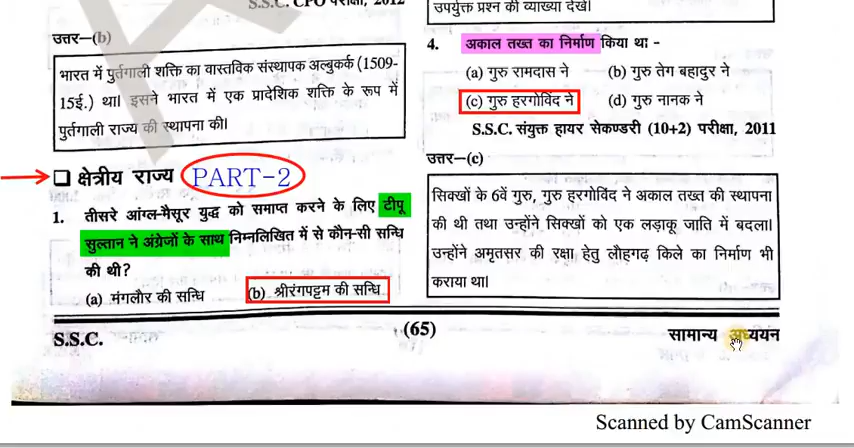 S.S.C. CPO परीक्षा, 2012
उत्तर–(b)
भारत में पुर्तगाली शक्ति का वास्तविक संस्थापक अल्बुकर्क (1509-
15ई.) था। इसने भारत में एक प्रादेशिक शक्ति के रूप में
पुर्तगाली राज्य की स्थापना की।
क्षेत्रीय राज्य PART-2
1. तीसरे आंग्ल-मैसूर युद्ध को समाप्त करने के लिए टीपू
सुल्तान ने अंग्रेजों के साथ निम्नलिखित में से कौन-सी सन्धि
की थी?
(a) मंगलौर की सन्धि (b) श्रीरंगपट्टम की सन्धि
उपर्युक्त प्रश्न की व्याख्या देखें।
4. अकाल तख्त का निर्माण किया था -
(a) गुरु रामदास ने (b) गुरु तेग बहादुर ने
(c) गुरु हरगोविंद ने (d) गुरु नानक ने
S.S.C. संयुक्त हायर सेकण्डरी (10+2) परीक्षा, 2011
उत्तर–(c)
सिक्खों के 6वें गुरु, गुरु हरगोविंद ने अकाल तख्त की स्थापना
की थी तथा उन्होंने सिक्खों को एक लड़ाकू जाति में बदला।
उन्होंने अमृतसर की रक्षा हेतु लौहगढ़ किले का निर्माण भी
कराया था।
S.S.C. (65) सामान्य अध्ययन
Scanned by CamScanner